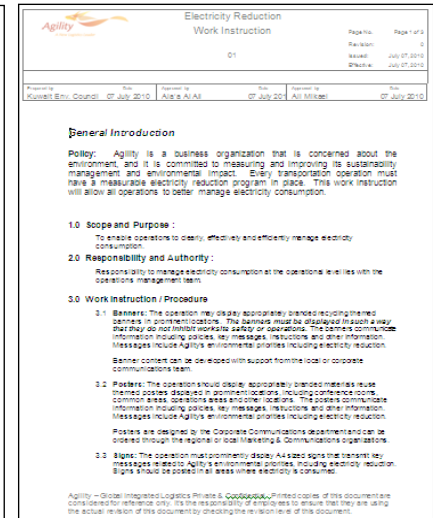 Agility
Electricity Reduction
Work Instruction
01
Page No. Page 1 of 3
Revision: 0
Issued: July 07, 2010
Effective: July 07, 2010
Prepared by Date Approved by Date Approved by Date
Kuwait Env. Council 07 July 2010 Ala'a Al Ali 07 July 201 Ali Mikael 07 July 2010
General Introduction
Policy: Agility is a business organization that is concerned about the
environment, and it is committed to measuring and improving its sustainability
management and environmental impact. Every transportation operation must
have a measurable electricity reduction program in place. This work instruction
will allow all operations to better manage electricity consumption.
1.0 Scope and Purpose :
To enable operations to clearly, effectively and efficiently manage electricity
consumption.
2.0 Responsibility and Authority :
Responsibility to manage electricity consumption at the operational level lies with the
operations management team.
3.0 Work Instruction / Procedure
3.1 Banners: The operation may display appropriately branded recycling themed
banners in prominent locations. The banners must be displayed in such a way
that they do not inhibit worksite safety or operations. The banners communicate
information including policies, key messages, instructions and other information.
Messages include Agility's environmental priorities including electricity reduction.
Banner content can be developed with support from the local or corporate
communications team.
3.2 Posters: The operation should display appropriately branded materials reuse
themed posters displayed in prominent locations, including conference rooms,
common areas, operations areas and other locations. The posters communicate
information including policies, key messages, instructions and other information.
Messages include Agility's environmental priorities including electricity reduction.
Posters are designed by the Corporate Communications department and can be
ordered through the regional or local Marketing & Communications organizations.
3.3 Signs: The operation must prominently display A4 sized signs that transmit key
messages related to Agility's environmental priorities, including electricity reduction.
Signs should be posted in all areas where electricity is consumed.
Agility – Global Integrated Logistics Private & Confidential. Printed copies of this document are
considered for reference only. It's the responsibility of employees to ensure that they are using
the actual revision of this document by checking the revision level of this document.